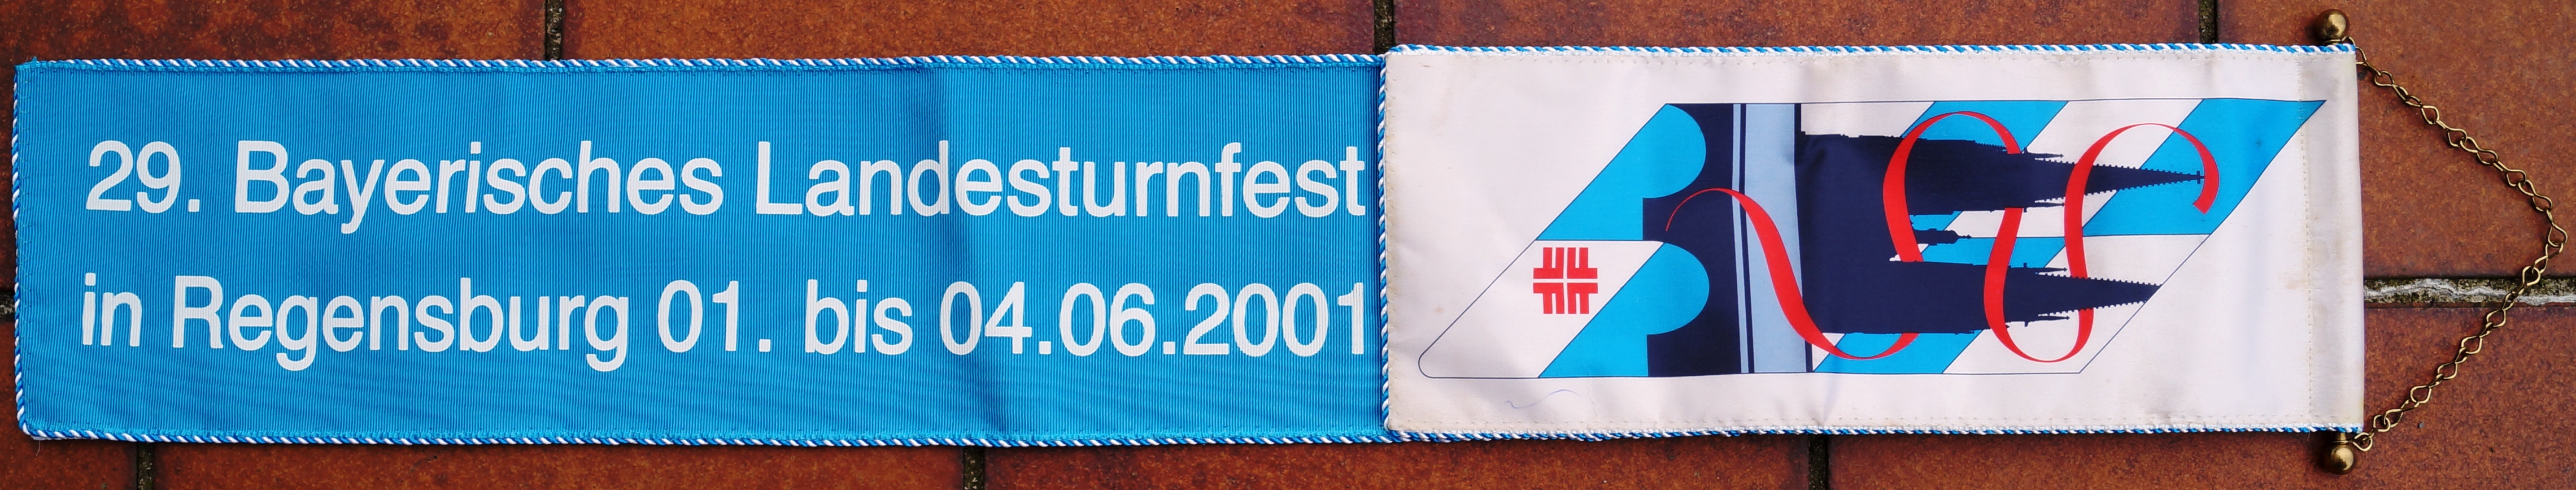 29. Bayerisches Landesturnfest
in Regensburg 01. bis 04.06.2001